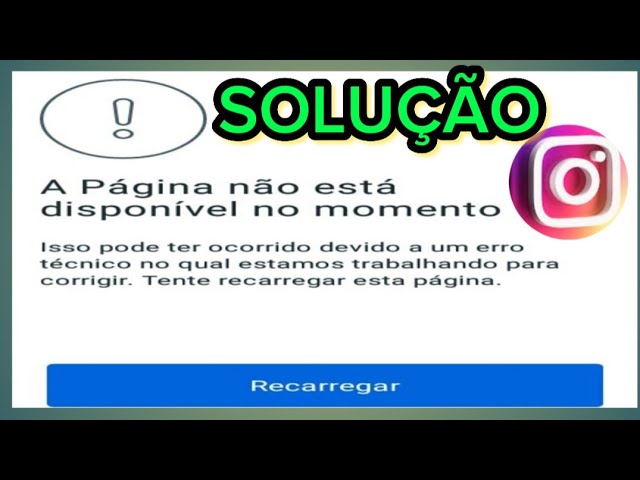 SOLUÇÃO
A Página não está
disponível no momento
Isso pode ter ocorrido devido a um erro
técnico no qual estamos trabalhando para
corrigir. Tente recarregar esta página.
Recarregar